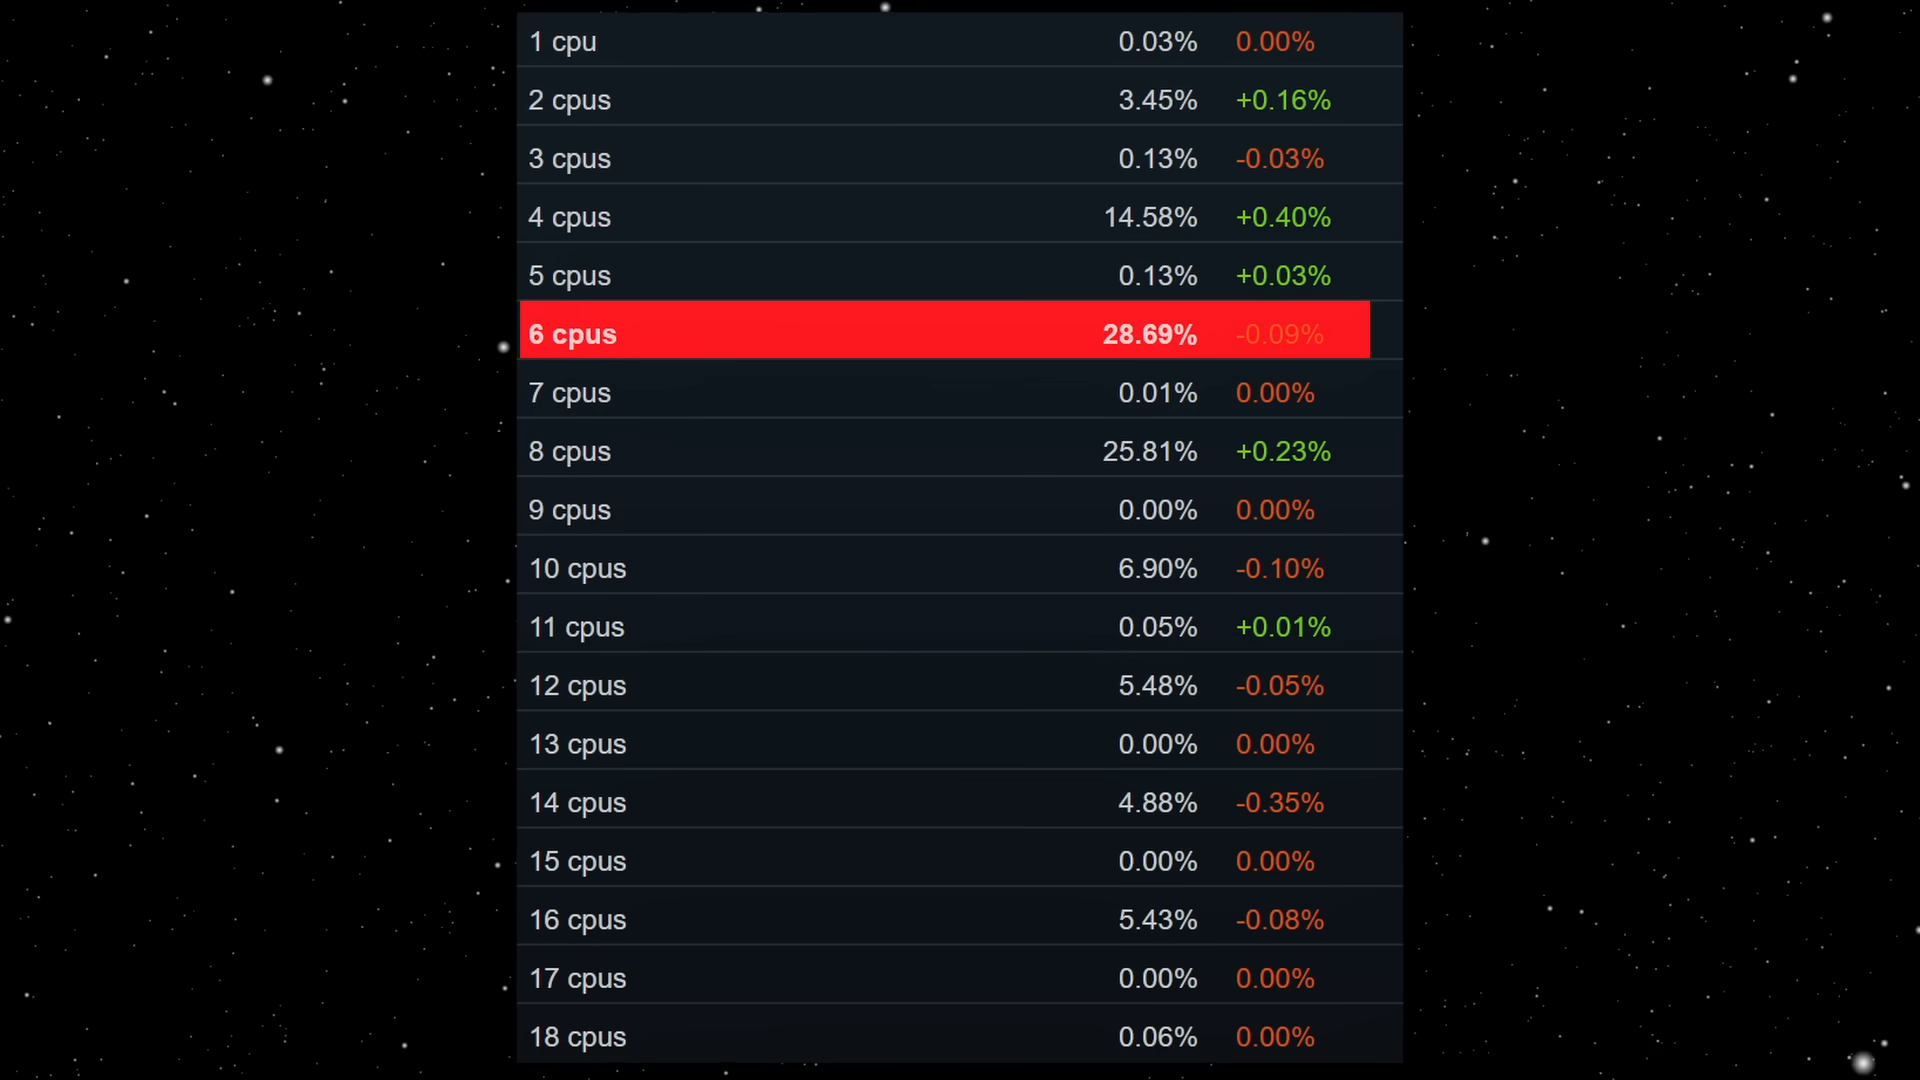 1 cpu 0.03% 0.00%
2 cpus 3.45% +0.16%
3 cpus 0.13% -0.03%
4 cpus 14.58% +0.40%
5 cpus 0.13% +0.03%
6 cpus 28.69% -0.09%
7 cpus 0.01% 0.00%
8 cpus 25.81% +0.23%
9 cpus 0.00% 0.00%
10 cpus 6.90% -0.10%
11 cpus 0.05% +0.01%
12 cpus 5.48% -0.05%
13 cpus 0.00% 0.00%
14 cpus 4.88% -0.35%
15 cpus 0.00% 0.00%
16 cpus 5.43% -0.08%
17 cpus 0.00% 0.00%
18 cpus 0.06% 0.00%